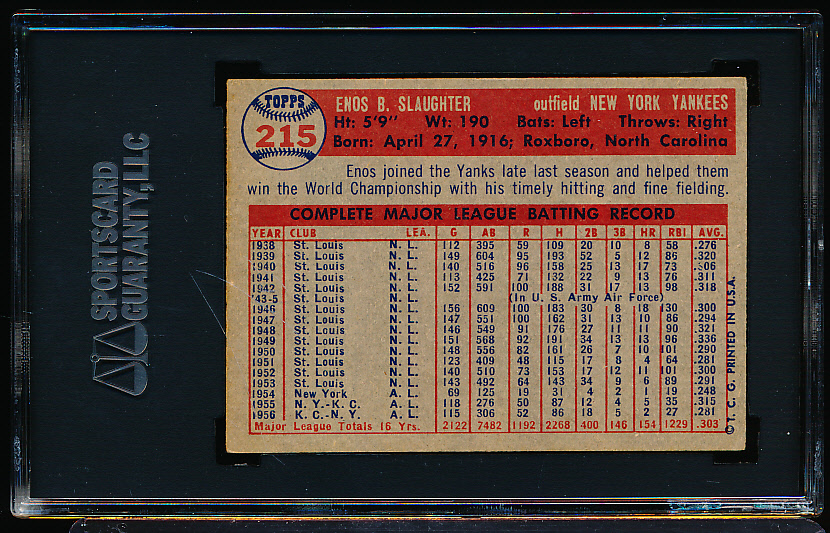 SPORTSCARD
GUARANTY, LLC
TOPPS
215
ENOS B. SLAUGHTER outfield NEW YORK YANKEES
Ht: 5'9" Wt: 190 Bats: Left Throws: Right
Born: April 27, 1916; Roxboro, North Carolina
Enos joined the Yanks late last season and helped them
win the World Championship with his timely hitting and fine fielding.
COMPLETE MAJOR LEAGUE BATTING RECORD
YEAR CLUB LEA. G AB R H 2B 3B HR RBI AVG.
1938 St. Louis N. L. 112 395 59 109 20 10 8 58 .276
1939 St. Louis N. L. 149 604 95 193 52 5 12 86 .320
1940 St. Louis N. L. 140 516 96 158 25 13 17 73 .306
1941 St. Louis N. L. 113 425 71 132 22 9 13 76 .311
1942 St. Louis N. L. 152 591 100 188 31 17 13 98 .318
'43-5 St. Louis N. L. (In U. S. Army Air Force)
1946 St. Louis N. L. 156 609 100 183 30 8 18 130 .300
1947 St. Louis N. L. 147 551 100 162 31 13 10 86 .294
1948 St. Louis N. L. 146 549 91 176 27 11 11 90 .321
1949 St. Louis N. L. 151 568 92 191 34 13 13 96 .336
1950 St. Louis N. L. 148 556 82 161 26 7 10 101 .290
1951 St. Louis N. L. 123 409 48 115 17 8 4 64 .281
1952 St. Louis N. L. 140 510 73 153 17 12 11 101 .300
1953 St. Louis N. L. 143 492 64 143 34 9 6 89 .291
1954 New York A. L. 69 125 19 31 4 2 1 19 .248
1955 N. Y.-K. C. A. L. 118 276 50 87 12 4 5 35 .315
1956 K. C.-N. Y. A. L. 115 306 52 86 18 5 2 27 .281
Major League Totals 16 Yrs. 2122 7482 1192 2268 400 146 154 1229 .303
© T. C. G. PRINTED IN U.S.A.